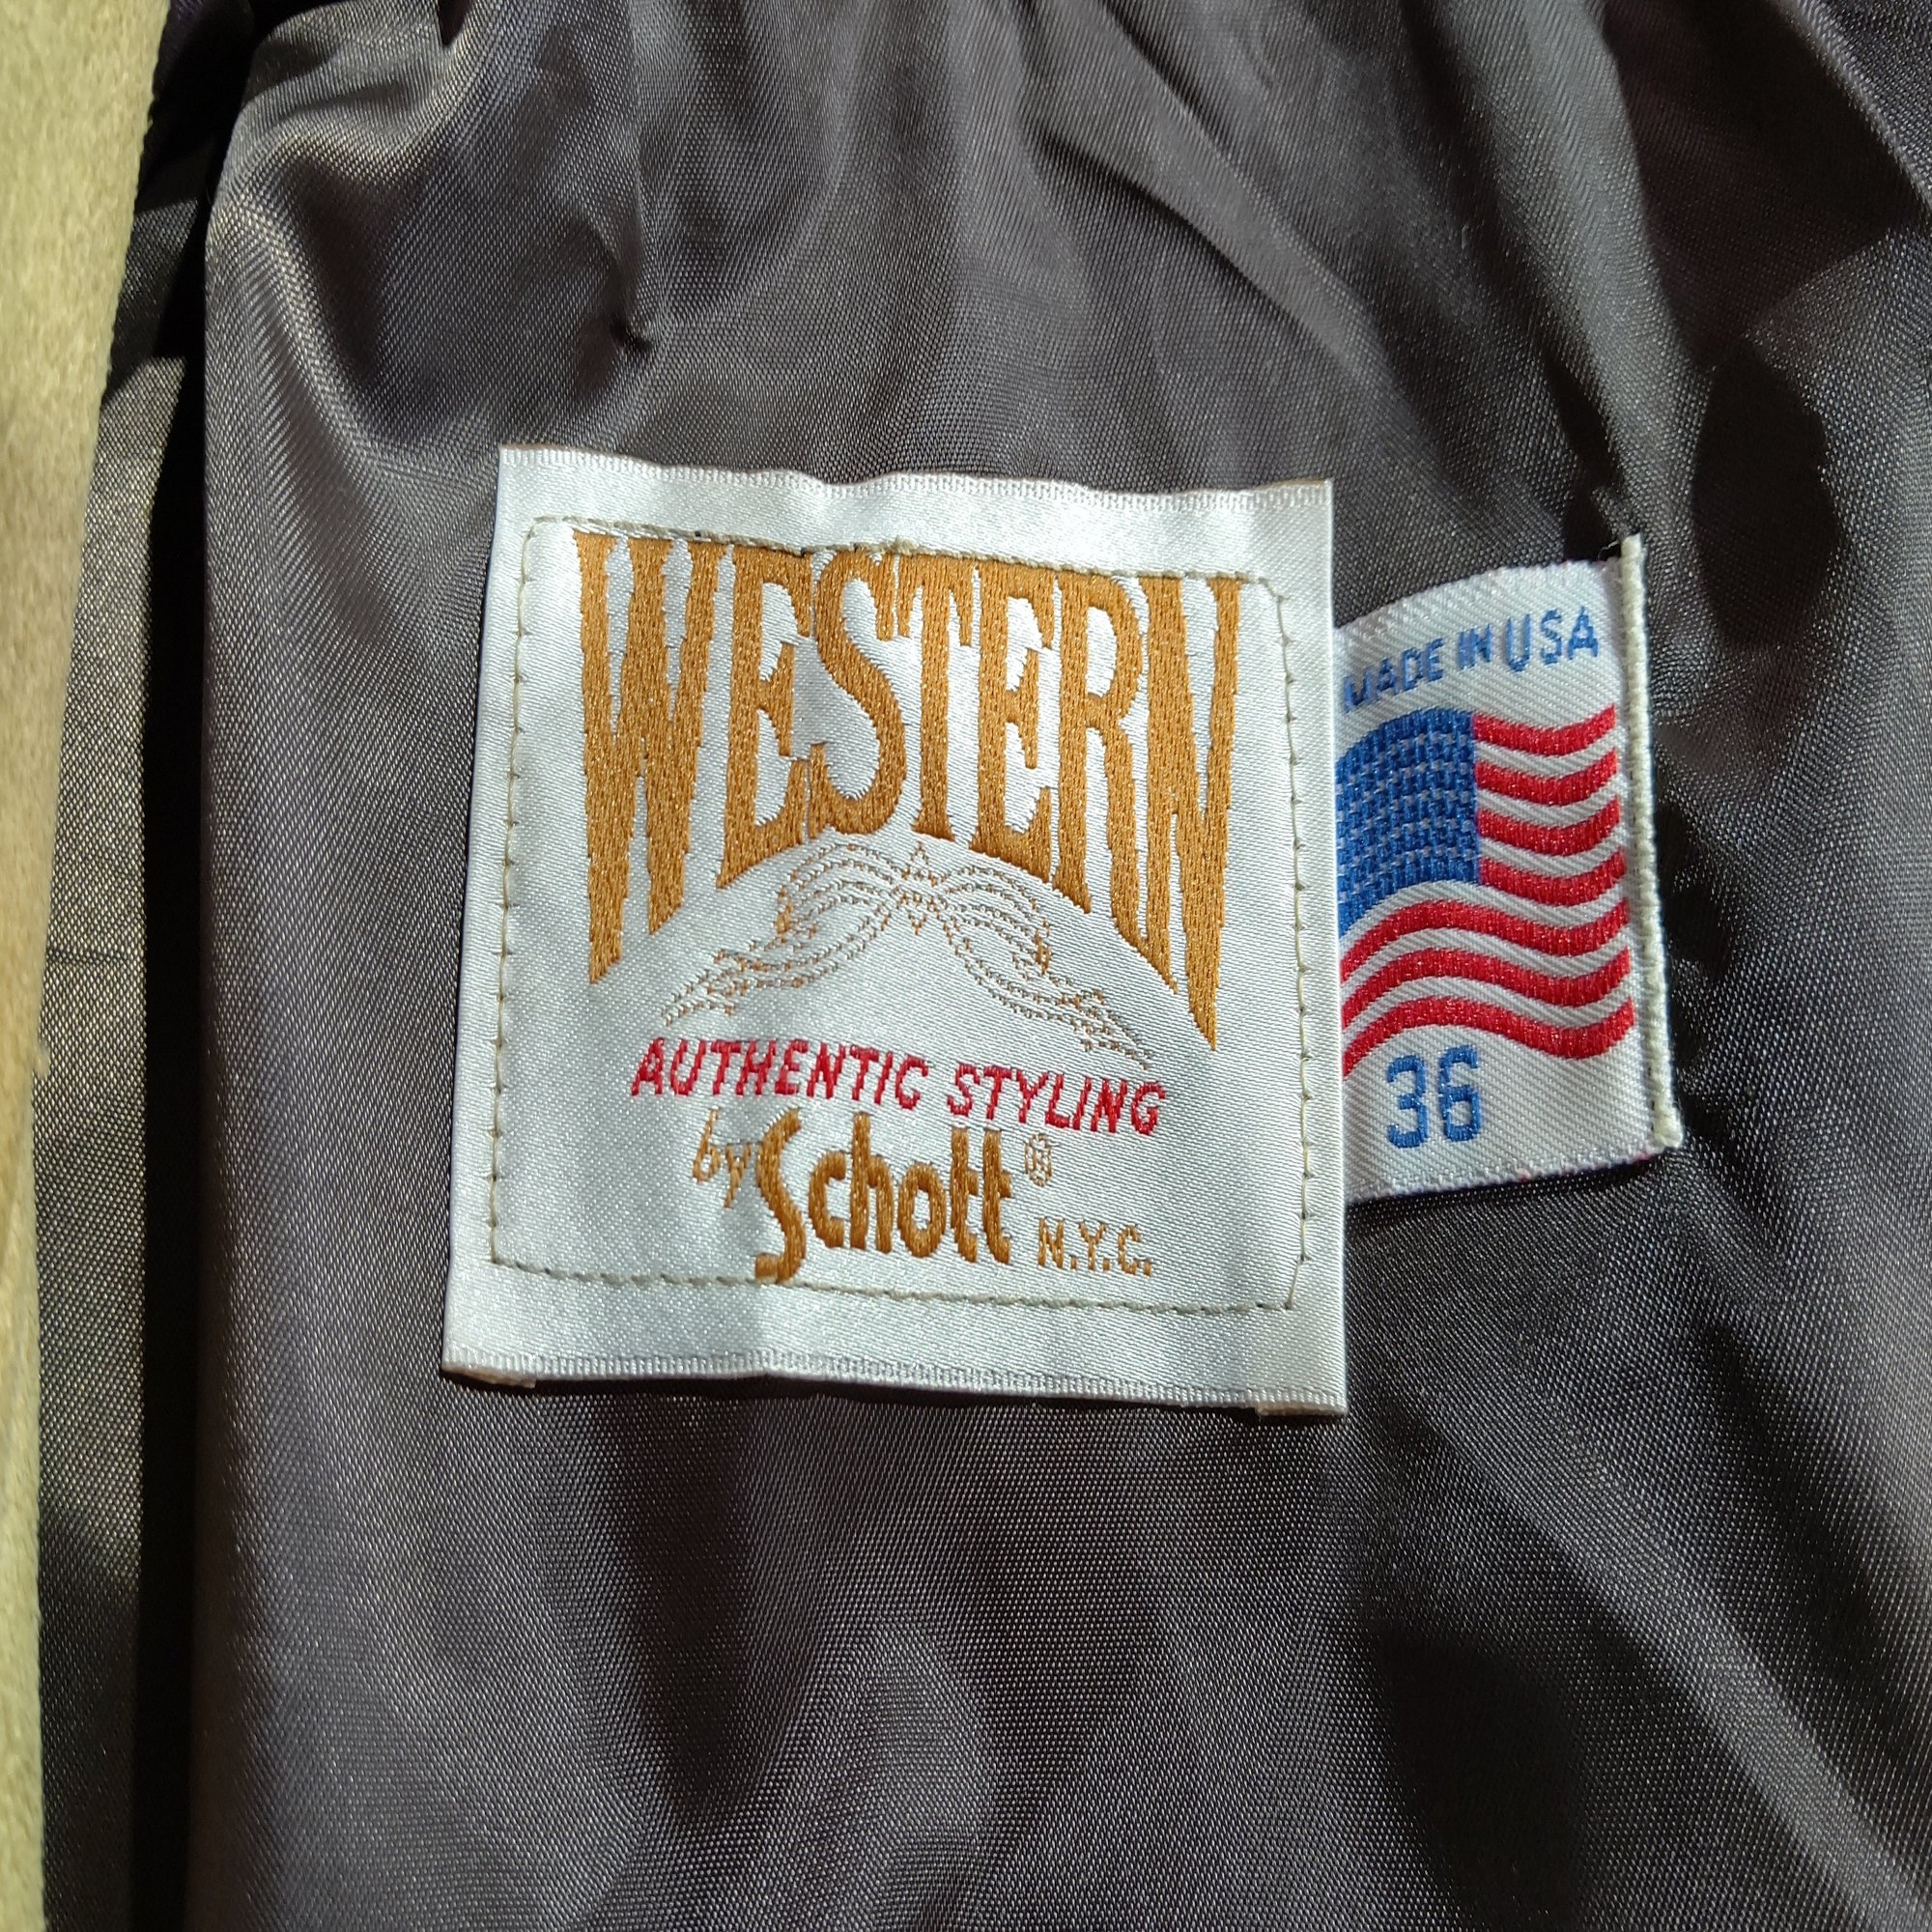 WESTERN
AUTHENTIC STYLING
by Schott®
N.Y.C.
MADE IN USA
36